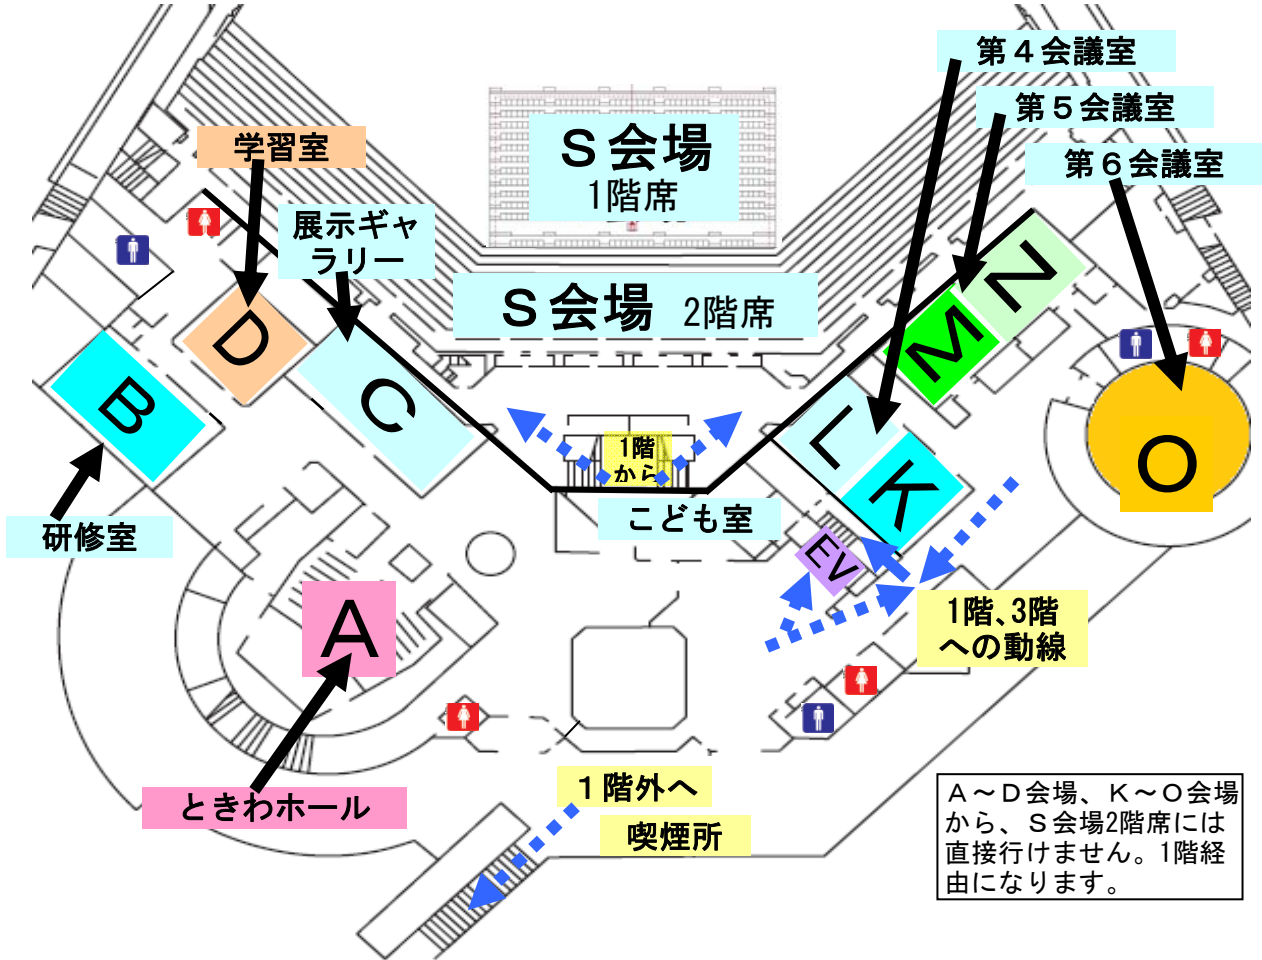 第４会議室
第５会議室
第６会議室
学習室
Ｓ会場
1階席
展示ギャ
ラリー
Ｓ会場 2階席
N
M
D
B
C
L
K
O
1階
から
こども室
研修室
EV
A
1階、3階
への動線
１階外へ
喫煙所
ときわホール
Ａ～Ｄ会場、Ｋ～Ｏ会場
から、Ｓ会場2階席には
直接行けません。1階経
由になります。